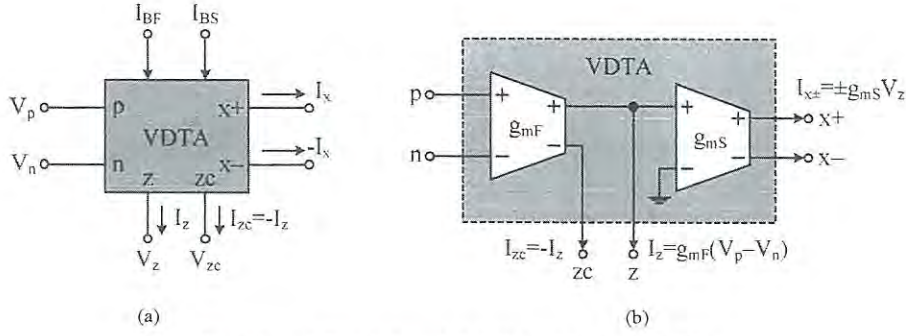 I_BF I_BS
V_p p x+ I_x
VDTA
V_n n x− -I_x
z zc
I_z I_zc=-I_z
V_z V_zc
(a)
VDTA
I_x±=±g_mS V_z
p + + + + x+
g_mF g_mS
n − − − − x−
I_zc=-I_z I_z=g_mF(V_p−V_n)
zc z
(b)